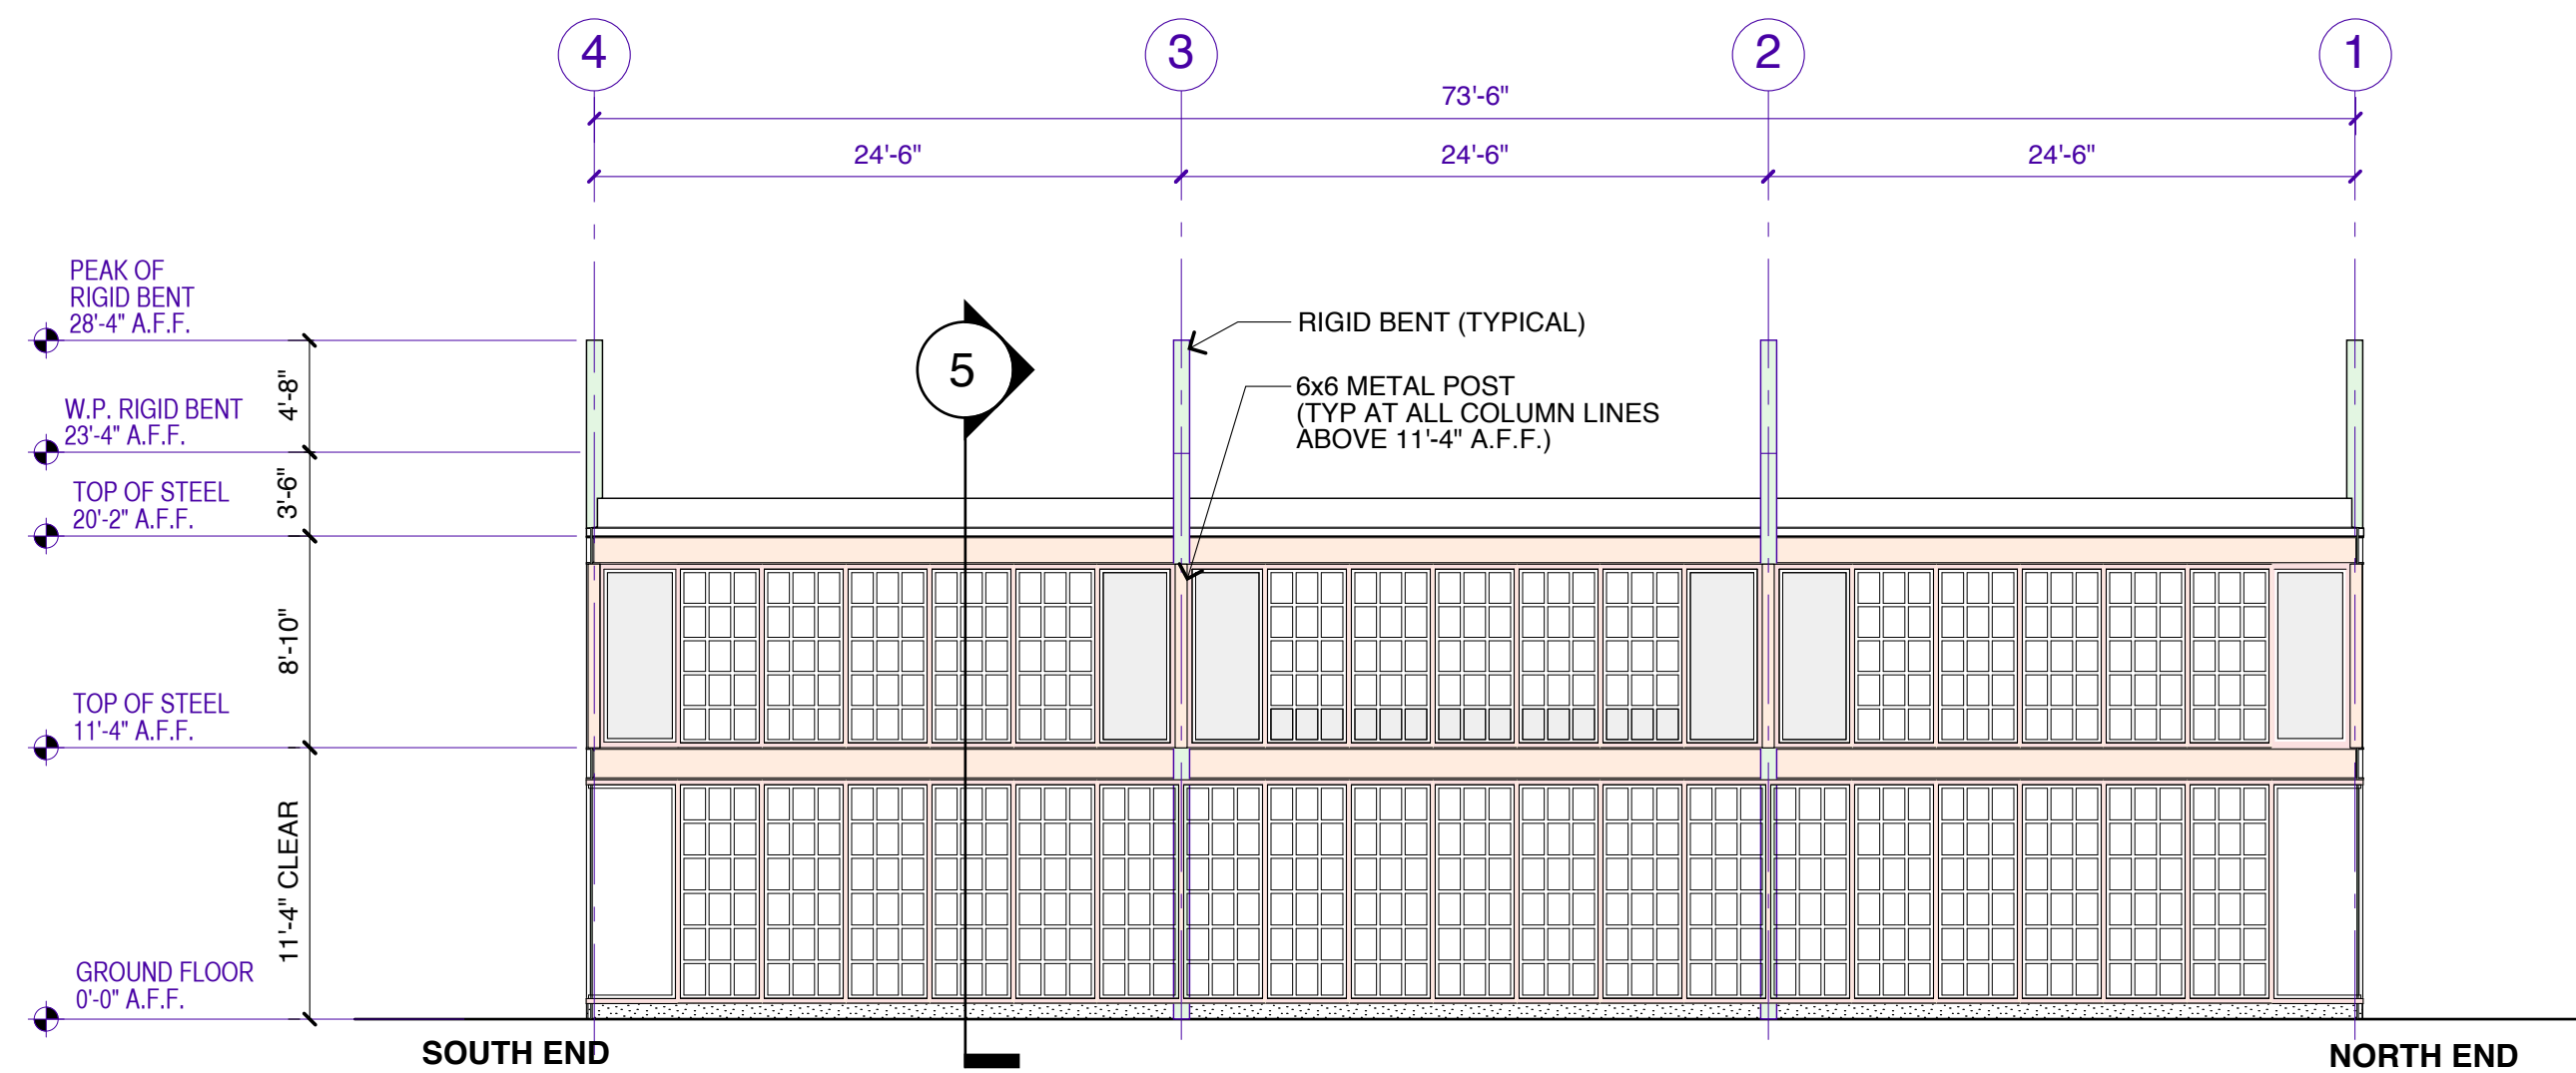 4 3 2 1
73'-6"
24'-6" 24'-6" 24'-6"
PEAK OF
RIGID BENT
28'-4" A.F.F.
4'-8"
W.P. RIGID BENT
23'-4" A.F.F.
3'-6"
TOP OF STEEL
20'-2" A.F.F.
8'-10"
TOP OF STEEL
11'-4" A.F.F.
11'-4" CLEAR
GROUND FLOOR
0'-0" A.F.F.
5
RIGID BENT (TYPICAL)
6x6 METAL POST
(TYP AT ALL COLUMN LINES
ABOVE 11'-4" A.F.F.)
SOUTH END
NORTH END